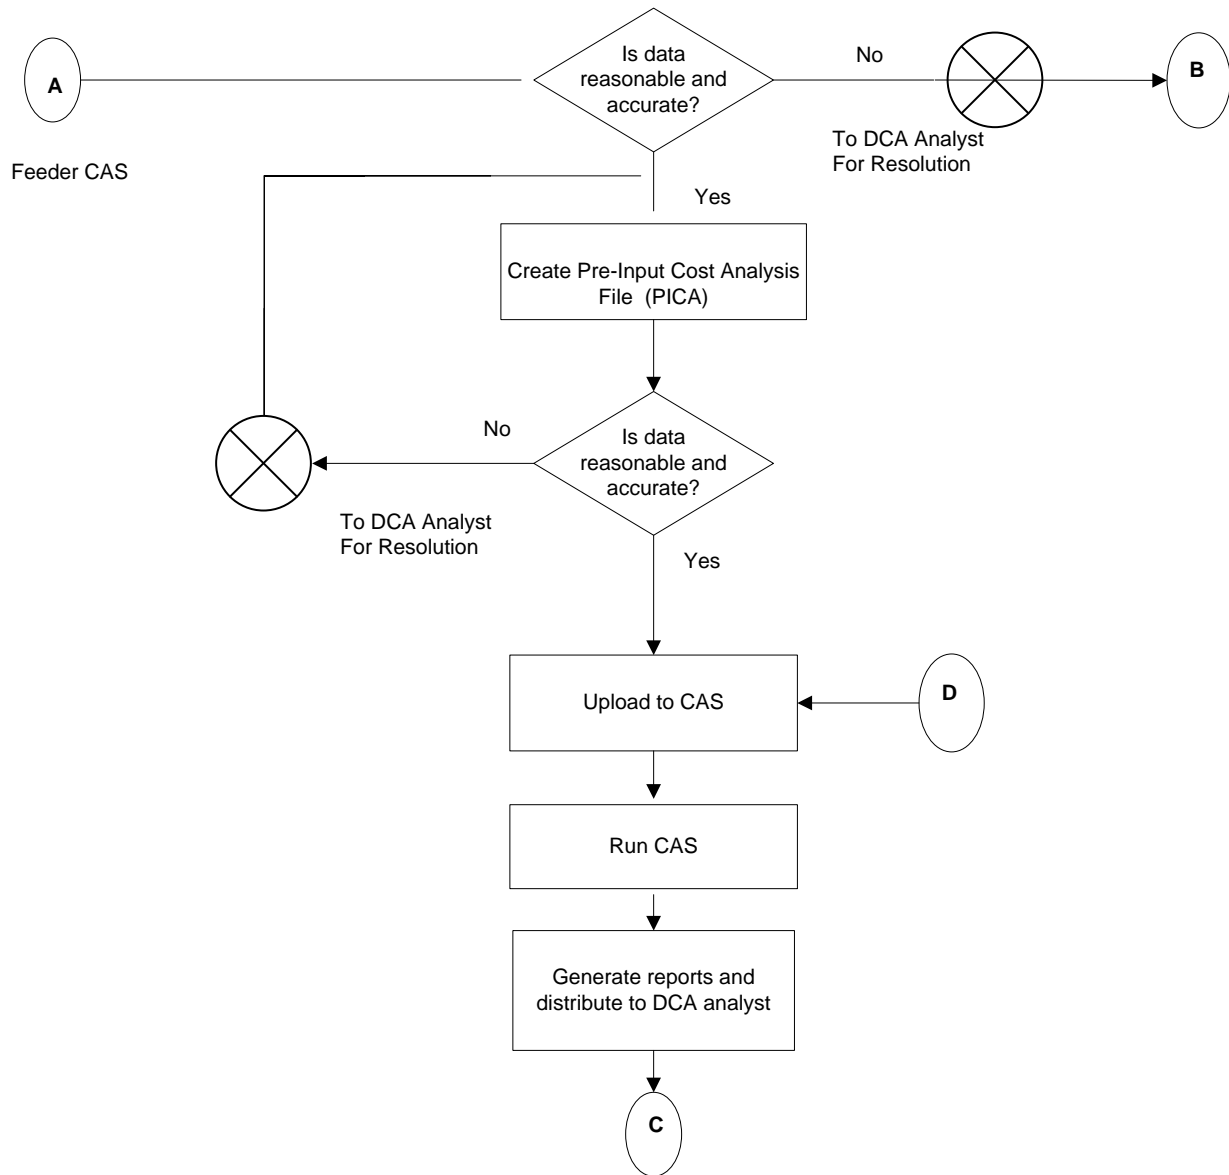 A
Is data
reasonable and
accurate?
No
B
To DCA Analyst
For Resolution
Feeder CAS
Yes
Create Pre-Input Cost Analysis
File (PICA)
No
Is data
reasonable and
accurate?
To DCA Analyst
For Resolution
Yes
Upload to CAS
D
Run CAS
Generate reports and
distribute to DCA analyst
C